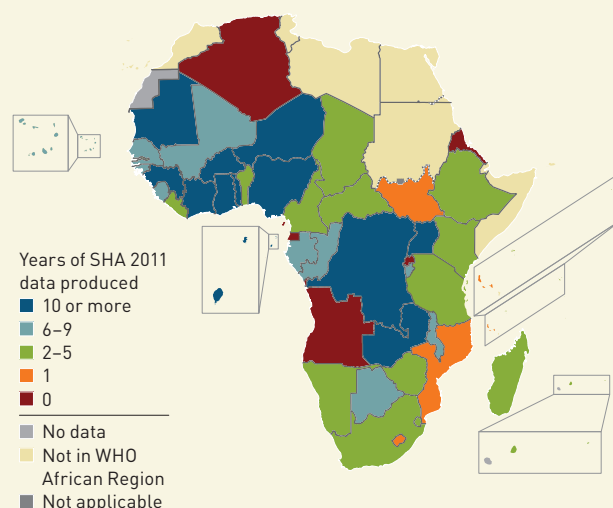 Years of SHA 2011
data produced
10 or more
6–9
2–5
1
0
No data
Not in WHO
African Region
Not applicable